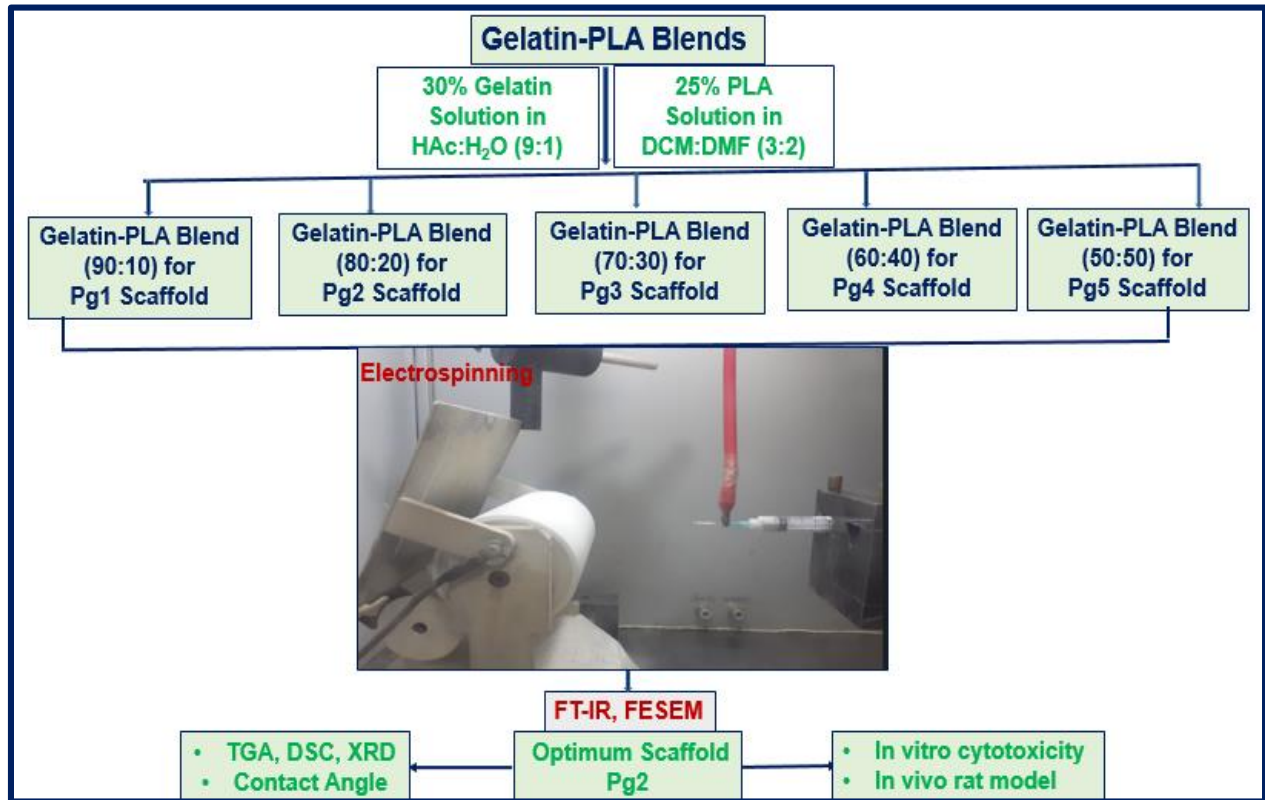 Gelatin-PLA Blends
30% Gelatin
Solution in
HAc:H₂O (9:1)
25% PLA
Solution in
DCM:DMF (3:2)
Gelatin-PLA Blend
(90:10) for
Pg1 Scaffold
Gelatin-PLA Blend
(80:20) for
Pg2 Scaffold
Gelatin-PLA Blend
(70:30) for
Pg3 Scaffold
Gelatin-PLA Blend
(60:40) for
Pg4 Scaffold
Gelatin-PLA Blend
(50:50) for
Pg5 Scaffold
Electrospinning
FT-IR, FESEM
• TGA, DSC, XRD
• Contact Angle
Optimum Scaffold
Pg2
• In vitro cytotoxicity
• In vivo rat model